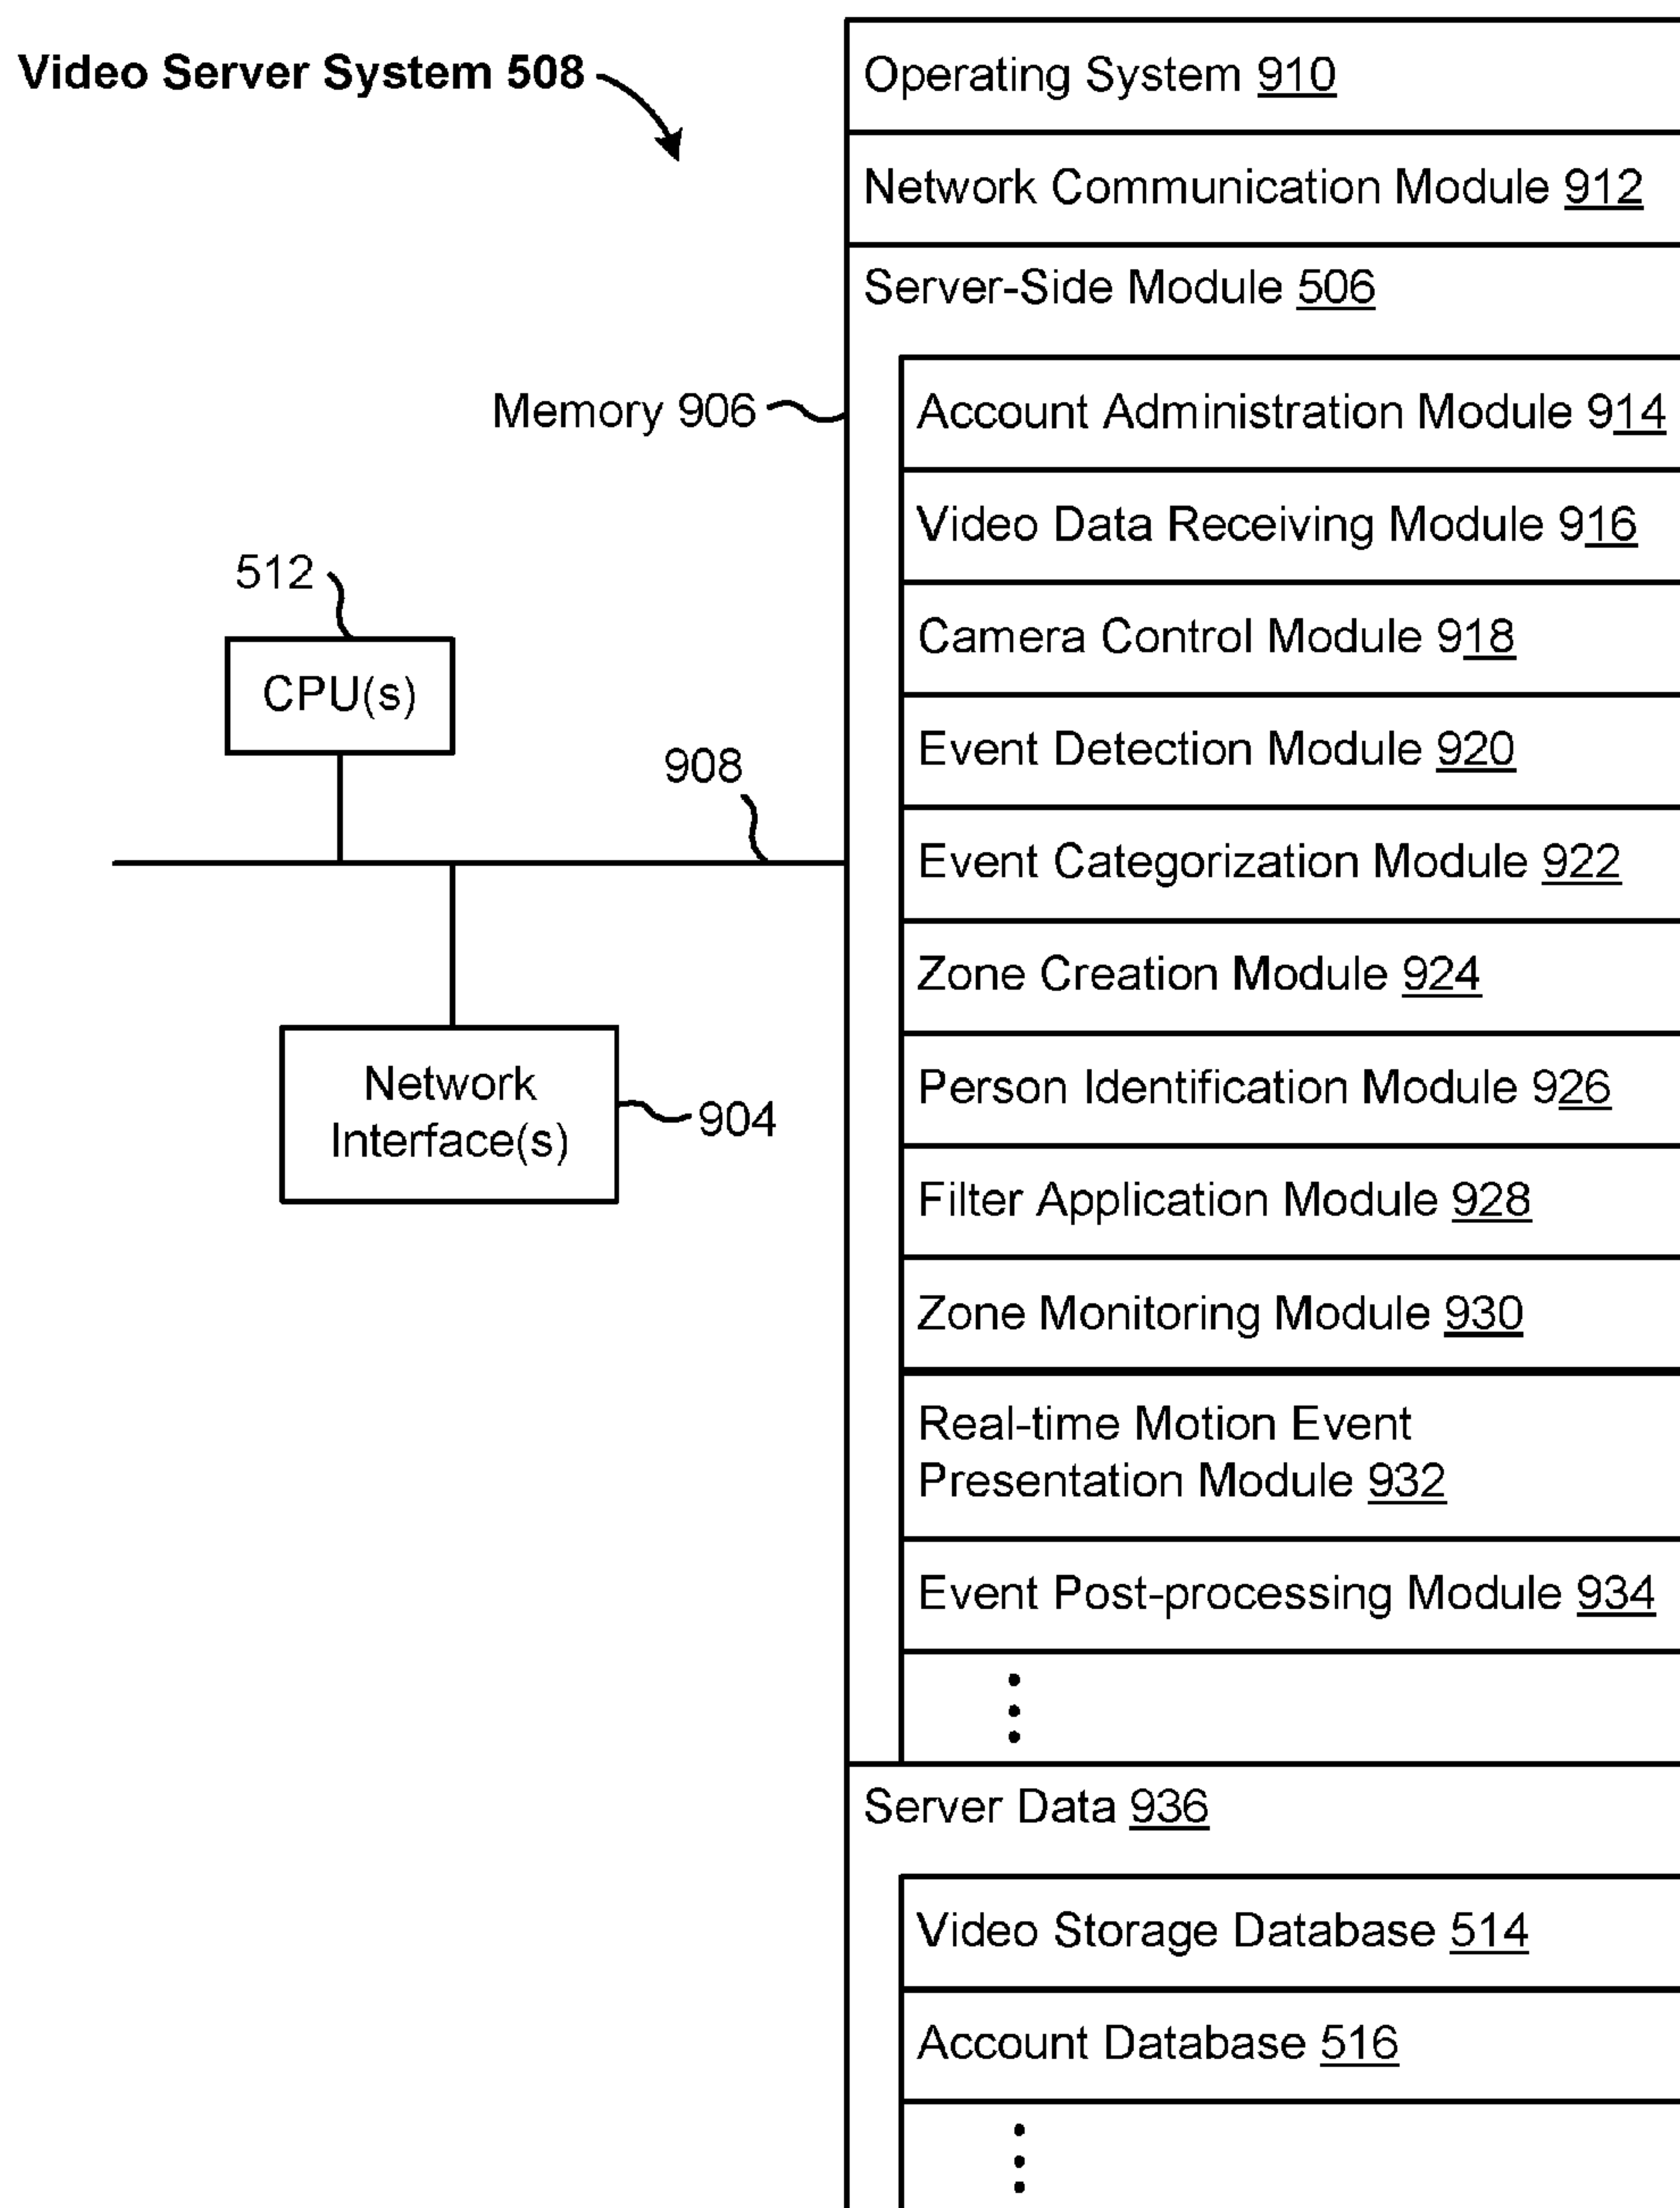 Video Server System 508
Operating System 910
Network Communication Module 912
Server-Side Module 506
Memory 906
Account Administration Module 914
Video Data Receiving Module 916
512
Camera Control Module 918
CPU(s)
Event Detection Module 920
908
Event Categorization Module 922
Zone Creation Module 924
Network
Interface(s)
904
Person Identification Module 926
Filter Application Module 928
Zone Monitoring Module 930
Real-time Motion Event
Presentation Module 932
Event Post-processing Module 934
Server Data 936
Video Storage Database 514
Account Database 516